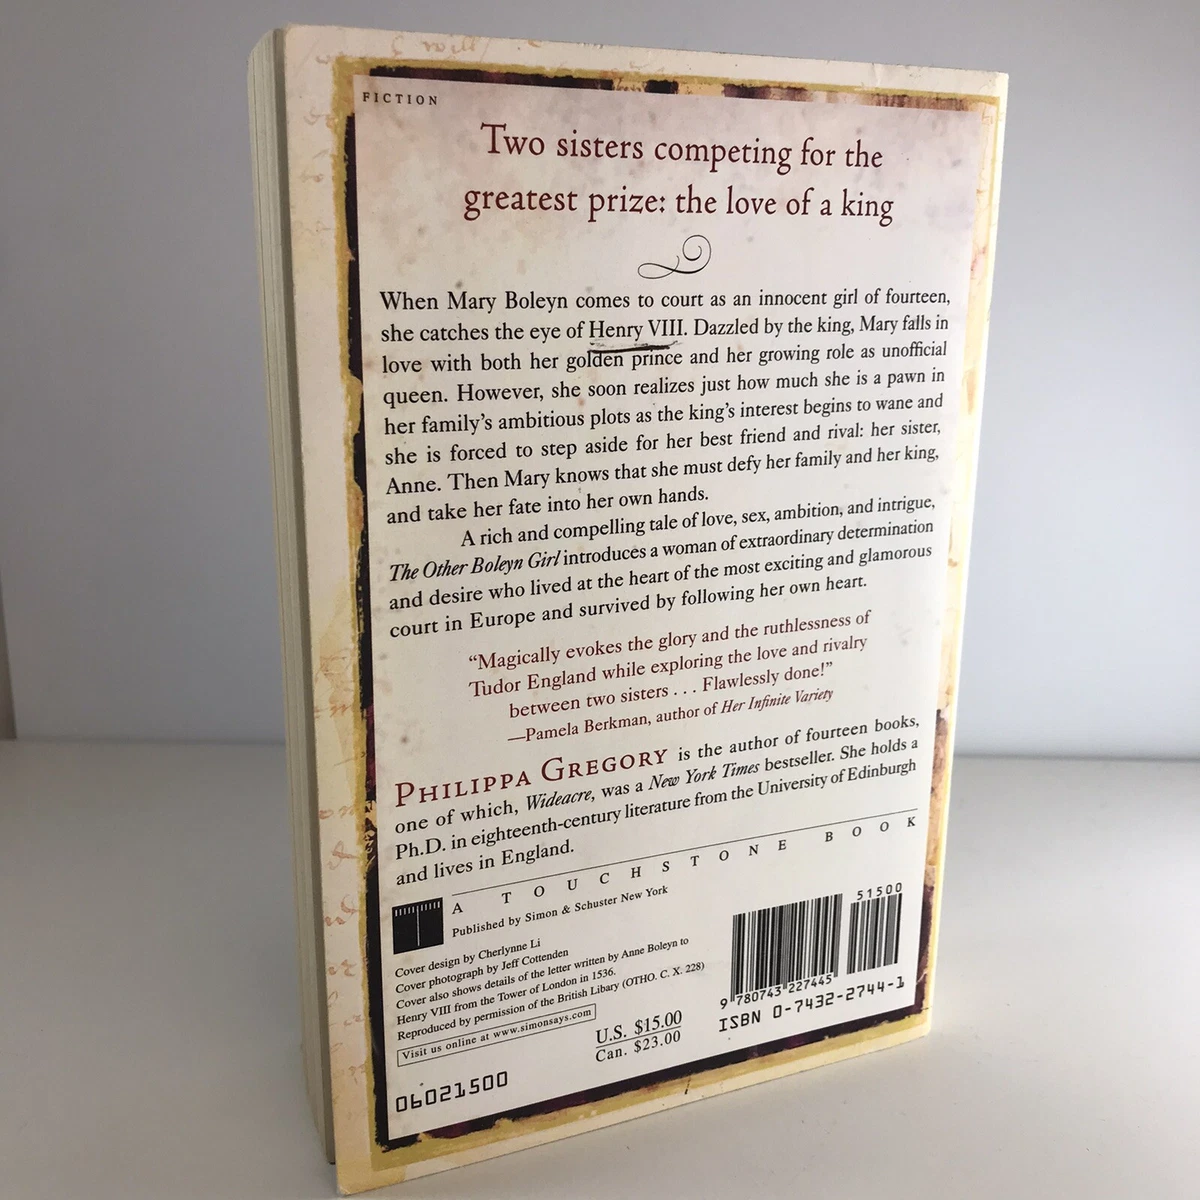 FICTION
Two sisters competing for the
greatest prize: the love of a king
When Mary Boleyn comes to court as an innocent girl of fourteen,
she catches the eye of Henry VIII. Dazzled by the king, Mary falls in
love with both her golden prince and her growing role as unofficial
queen. However, she soon realizes just how much she is a pawn in
her family's ambitious plots as the king's interest begins to wane and
she is forced to step aside for her best friend and rival: her sister,
Anne. Then Mary knows that she must defy her family and her king,
and take her fate into her own hands.
A rich and compelling tale of love, sex, ambition, and intrigue,
The Other Boleyn Girl introduces a woman of extraordinary determination
and desire who lived at the heart of the most exciting and glamorous
court in Europe and survived by following her own heart.
“Magically evokes the glory and the ruthlessness of
Tudor England while exploring the love and rivalry
between two sisters . . . Flawlessly done!”
—Pamela Berkman, author of Her Infinite Variety
PHILIPPA GREGORY is the author of fourteen books,
one of which, Wideacre, was a New York Times bestseller. She holds a
Ph.D. in eighteenth-century literature from the University of Edinburgh
and lives in England.
A TOUCHSTONE BOOK
Published by Simon & Schuster New York
Cover design by Cherlynne Li
Cover photograph by Jeff Cottenden
Cover also shows details of the letter written by Anne Boleyn to
Henry VIII from the Tower of London in 1536.
Reproduced by permission of the British Libary (OTHO. C. X. 228)
Visit us online at www.simonsays.com
U.S. $15.00
Can. $23.00
51500
9 780743 227445
ISBN 0-7432-2744-1
06021500